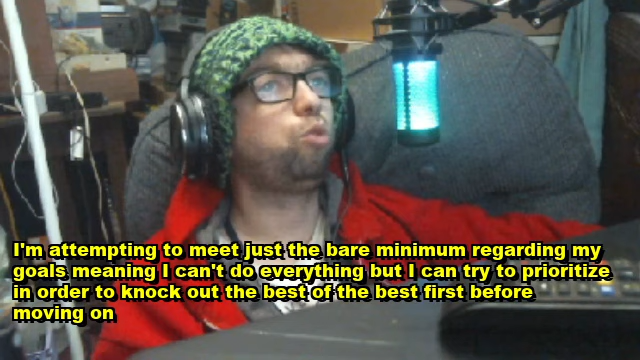 I'm attempting to meet just the bare minimum regarding my
goals meaning I can't do everything but I can try to prioritize
in order to knock out the best of the best first before
moving on